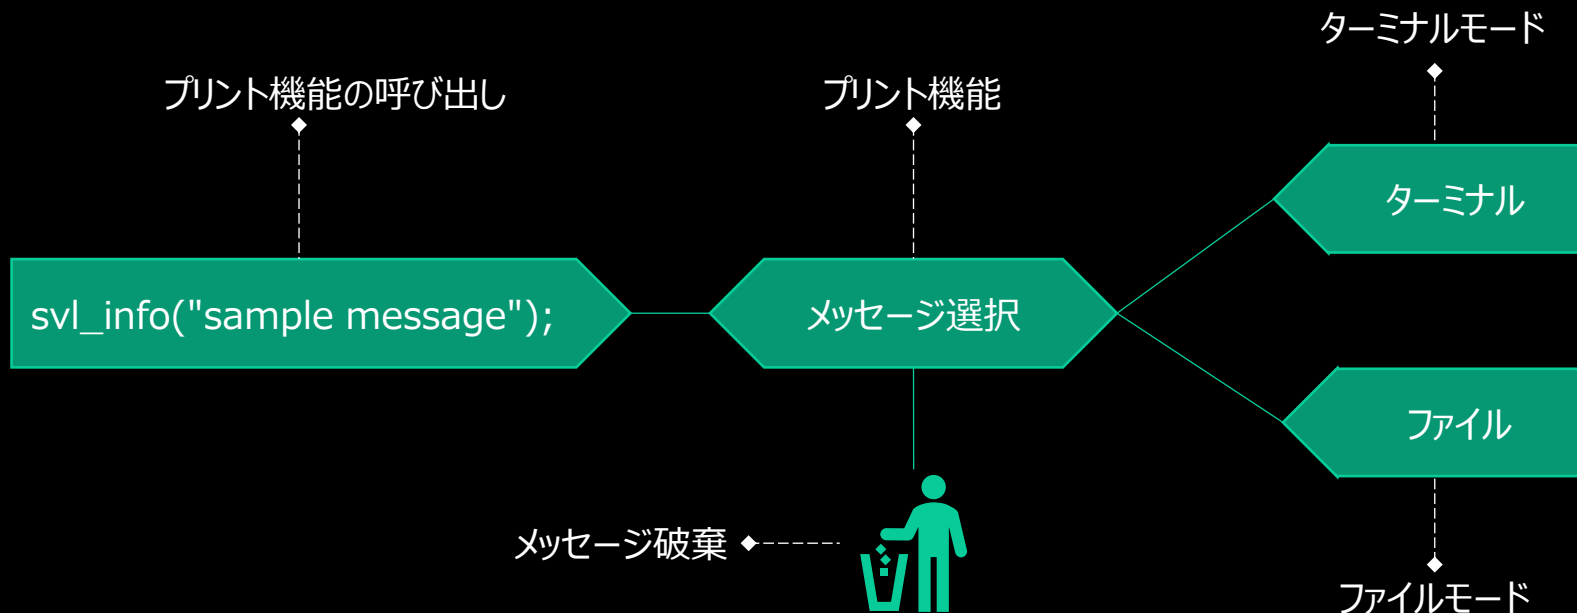 ターミナルモード
プリント機能の呼び出し
プリント機能
ターミナル
svl_info("sample message");
メッセージ選択
ファイル
メッセージ破棄
ファイルモード